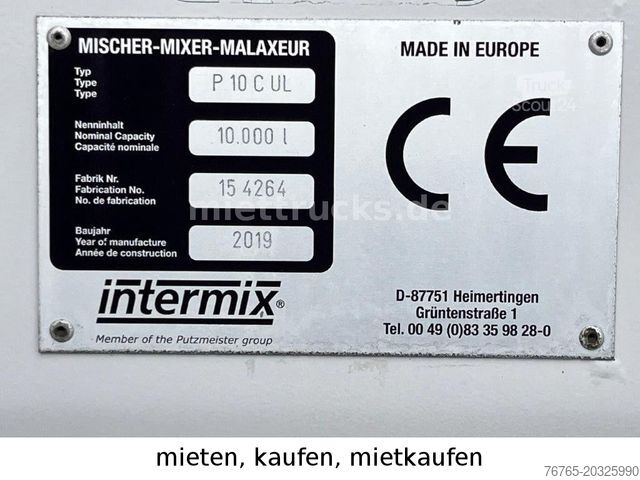 MISCHER-MIXER-MALAXEUR
Typ
Type
Type
P 10 C UL
Nenninhalt
Nominal Capacity
Capacité nominale
10.000 l
Fabrik Nr.
Fabrication No.
No. de fabrication
15 4264
Baujahr
Year of manufacture
Année de construction
2019
intermix®
Member of the Putzmeister group
MADE IN EUROPE
Truck
Scout24
CE
miettrucks.de
D-87751 Heimertingen
Grüntenstraße 1
Tel. 00 49 (0)83 35 98 28-0
mieten, kaufen, mietkaufen
76765-20325990